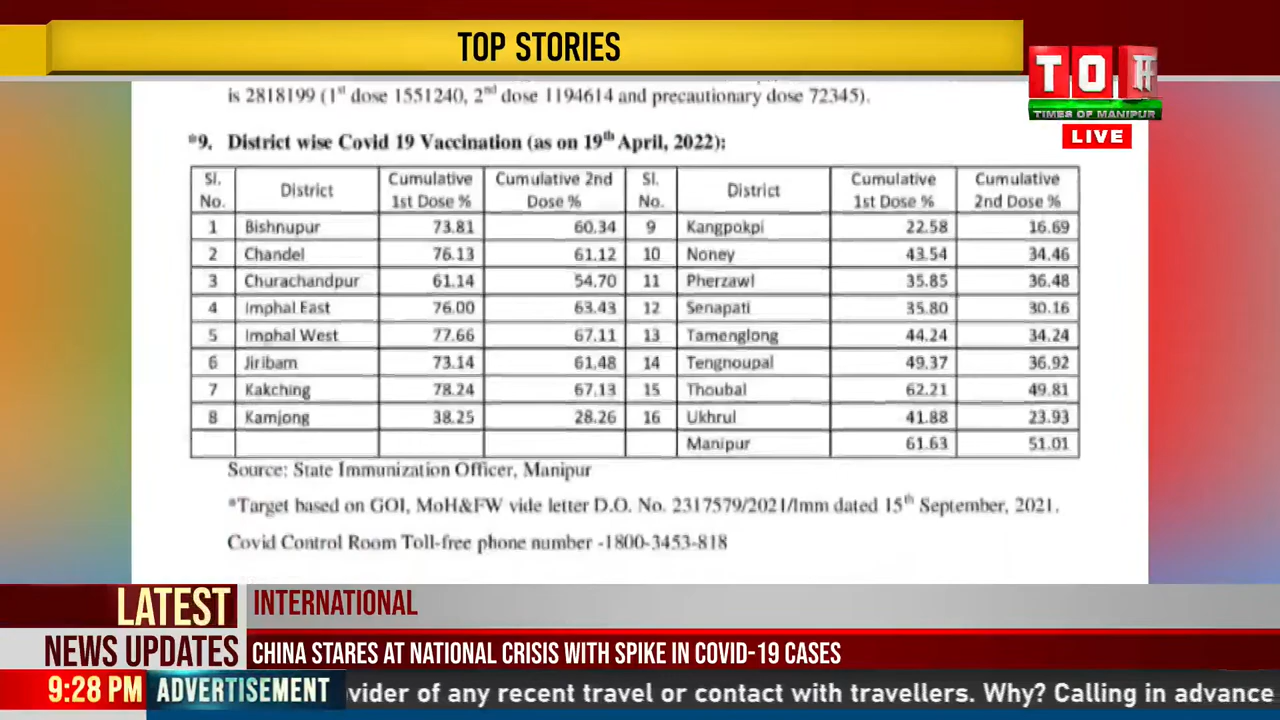 TOP STORIES
TO
TIMES OF MANIPUR
LIVE
is 2818199 (1st dose 1551240, 2nd dose 1194614 and precautionary dose 72345).
*9. District wise Covid 19 Vaccination (as on 19th April, 2022):
Sl. No. District Cumulative 1st Dose % Cumulative 2nd Dose % Sl. No. District Cumulative 1st Dose % Cumulative 2nd Dose %
1 Bishnupur 73.81 60.34 9 Kangpokpi 22.58 16.69
2 Chandel 76.13 61.12 10 Noney 43.54 34.46
3 Churachandpur 61.14 54.70 11 Pherzawl 35.85 36.48
4 Imphal East 76.00 63.43 12 Senapati 35.80 30.16
5 Imphal West 77.66 67.11 13 Tamenglong 44.24 34.24
6 Jiribam 73.14 61.48 14 Tengnoupal 49.37 36.92
7 Kakching 78.24 67.13 15 Thoubal 62.21 49.81
8 Kamjong 38.25 28.26 16 Ukhrul 41.88 23.93
Manipur 61.63 51.01
Source: State Immunization Officer, Manipur
*Target based on GOI, MoH&FW vide letter D.O. No. 2317579/2021/Imm dated 15th September, 2021.
Covid Control Room Toll-free phone number -1800-3453-818
LATEST
NEWS UPDATES
INTERNATIONAL
CHINA STARES AT NATIONAL CRISIS WITH SPIKE IN COVID-19 CASES
9:28 PM ADVERTISEMENT vider of any recent travel or contact with travellers. Why? Calling in advance